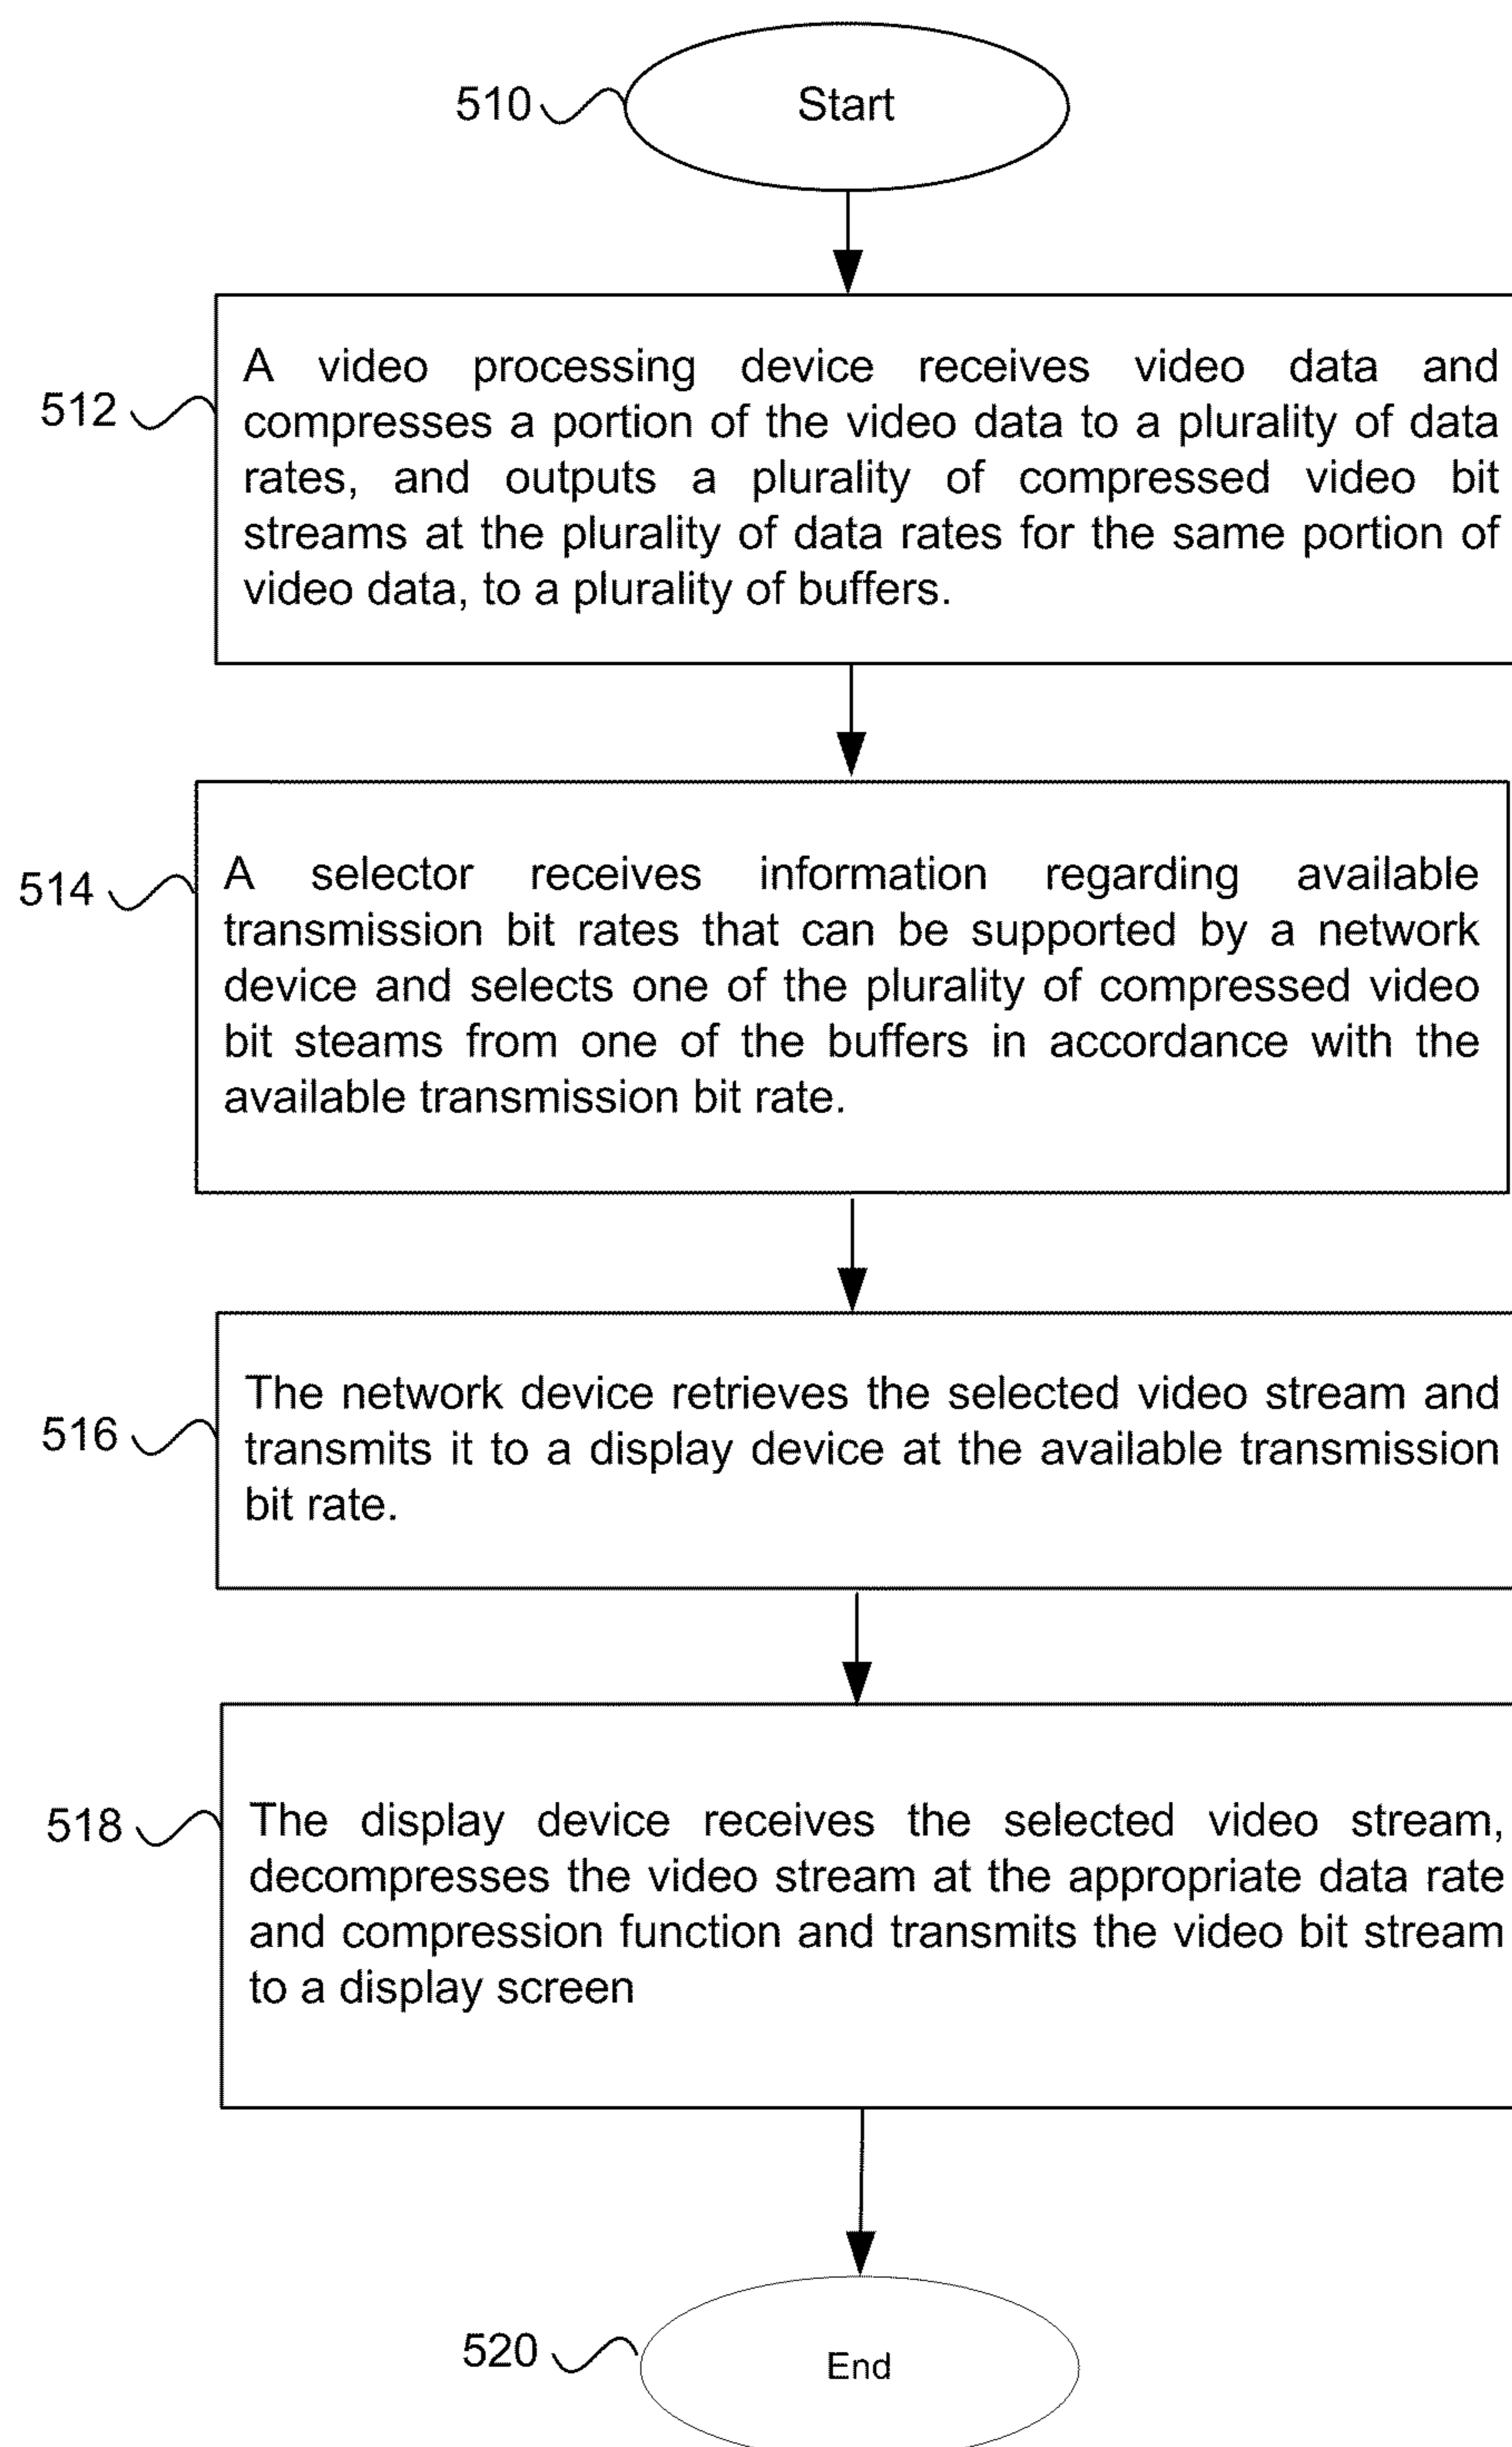 510
Start
512
A video processing device receives video data and
compresses a portion of the video data to a plurality of data
rates, and outputs a plurality of compressed video bit
streams at the plurality of data rates for the same portion of
video data, to a plurality of buffers.
514
A selector receives information regarding available
transmission bit rates that can be supported by a network
device and selects one of the plurality of compressed video
bit steams from one of the buffers in accordance with the
available transmission bit rate.
516
The network device retrieves the selected video stream and
transmits it to a display device at the available transmission
bit rate.
518
The display device receives the selected video stream,
decompresses the video stream at the appropriate data rate
and compression function and transmits the video bit stream
to a display screen
520
End